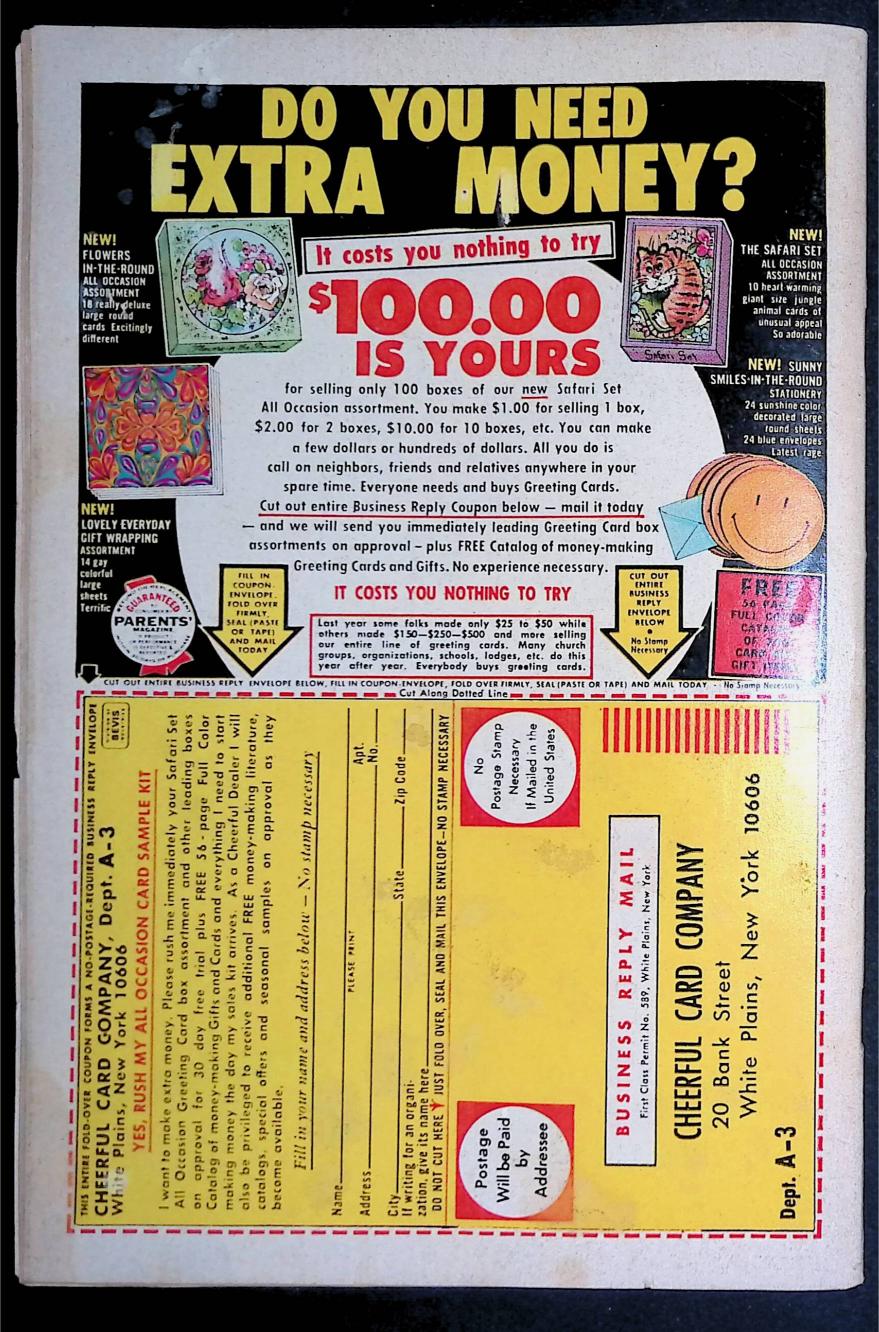 DO YOU NEED
EXTRA MONEY?
NEW!
FLOWERS
IN-THE-ROUND
ALL OCCASION
ASSORTMENT
18 really deluxe
large round
cards Excitingly
different
It costs you nothing to try
NEW!
THE SAFARI SET
ALL OCCASION
ASSORTMENT
10 heart warming
giant size jungle
animal cards of
unusual appeal
So adorable
Safari Set
$100.00
IS YOURS
for selling only 100 boxes of our new Safari Set
All Occasion assortment. You make $1.00 for selling 1 box,
$2.00 for 2 boxes, $10.00 for 10 boxes, etc. You can make
a few dollars or hundreds of dollars. All you do is
call on neighbors, friends and relatives anywhere in your
spare time. Everyone needs and buys Greeting Cards.
Cut out entire Business Reply Coupon below — mail it today
— and we will send you immediately leading Greeting Card box
assortments on approval – plus FREE Catalog of money-making
Greeting Cards and Gifts. No experience necessary.
IT COSTS YOU NOTHING TO TRY
NEW! SUNNY
SMILES-IN-THE-ROUND
STATIONERY
24 sunshine color
decorated large
round sheets
24 blue envelopes
Latest rage
NEW!
LOVELY EVERYDAY
GIFT WRAPPING
ASSORTMENT
14 gay
colorful
large
sheets
Terrific
GUARANTEED
PARENTS'
MAGAZINE
FILL IN
COUPON-
ENVELOPE.
FOLD OVER
FIRMLY,
SEAL (PASTE
OR TAPE)
AND MAIL
TODAY
Last year some folks made only $25 to $50 while
others made $150—$250—$500 and more selling
our entire line of greeting cards. Many church
groups, organizations, schools, lodges, etc. do this
year after year. Everybody buys greeting cards.
CUT OUT
ENTIRE
BUSINESS
REPLY
ENVELOPE
BELOW
•
No Stamp
Necessary
FREE
56 PAGE
FULL COLOR
CUT OUT ENTIRE BUSINESS REPLY ENVELOPE BELOW, FILL IN COUPON-ENVELOPE, FOLD OVER FIRMLY, SEAL (PASTE OR TAPE) AND MAIL TODAY - - No Stamp Necessary
Cut Along Dotted Line
THIS ENTIRE FOLD-OVER COUPON FORMS A NO-POSTAGE-REQUIRED BUSINESS REPLY ENVELOPE
BEVIS
CHEERFUL CARD COMPANY, Dept. A-3
White Plains, New York 10606
YES, RUSH MY ALL OCCASION CARD SAMPLE KIT
I want to make extra money. Please rush me immediately your Safari Set
All Occasion Greeting Card box assortment and other leading boxes
on approval for 30 day free trial plus FREE 56-page Full Color
Catalog of money-making Gifts and Cards and everything I need to start
making money the day my sales kit arrives. As a Cheerful Dealer I will
also be privileged to receive additional FREE money-making literature,
catalogs, special offers and seasonal samples on approval as they
become available.
Fill in your name and address below — No stamp necessary
Name
PLEASE PRINT
Address
Apt. No.
City
State
Zip Code
If writing for an organi-
zation, give its name here
DO NOT CUT HERE JUST FOLD OVER, SEAL AND MAIL THIS ENVELOPE—NO STAMP NECESSARY
Postage
Will be Paid
by
Addressee
No
Postage Stamp
Necessary
If Mailed in the
United States
BUSINESS REPLY MAIL
First Class Permit No. 589, White Plains, New York
CHEERFUL CARD COMPANY
20 Bank Street
White Plains, New York 10606
Dept. A-3